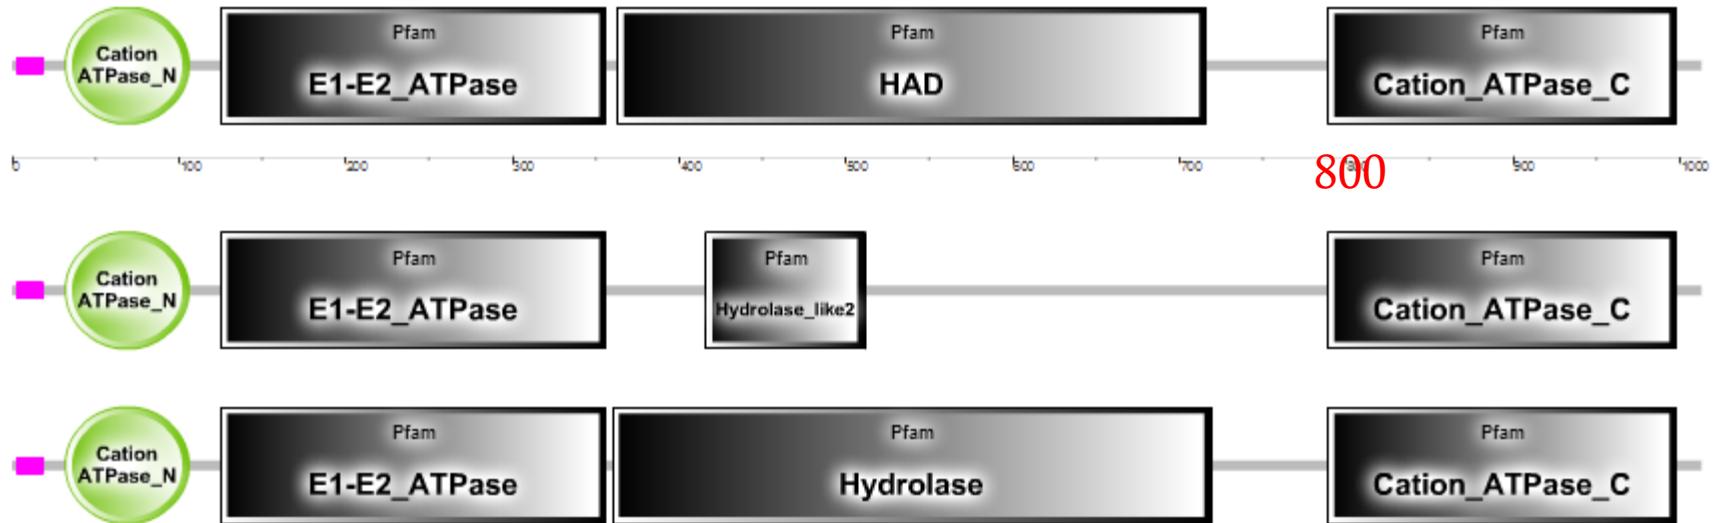 Cation
ATPase_N
Pfam
E1-E2_ATPase
Pfam
HAD
Pfam
Cation_ATPase_C
0 100 200 300 400 500 600 700 800 900 1000
Cation
ATPase_N
Pfam
E1-E2_ATPase
Pfam
Hydrolase_like2
Pfam
Cation_ATPase_C
Cation
ATPase_N
Pfam
E1-E2_ATPase
Pfam
Hydrolase
Pfam
Cation_ATPase_C